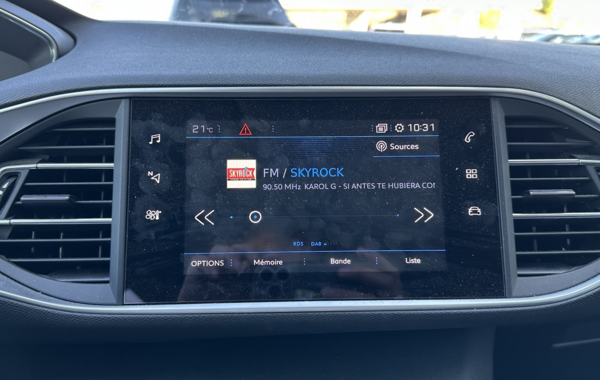 21°C 10:31
Sources
SKYROCK
FM / SKYROCK
90.50 MHz KAROL G - SI ANTES TE HUBIERA CO
RDS DAB
OPTIONS Mémoire Bande Liste
N